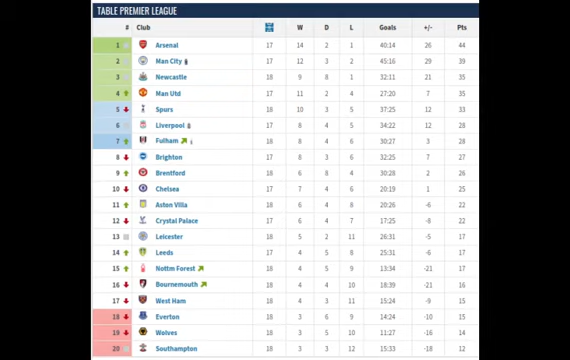 TABLE PREMIER LEAGUE
# Club W D L Goals +/- Pts
1 Arsenal 17 14 2 1 40:14 26 44
2 Man City 17 12 3 2 45:16 29 39
3 Newcastle 18 9 8 1 32:11 21 35
4 Man Utd 17 11 2 4 27:20 7 35
5 Spurs 18 10 3 5 37:25 12 33
6 Liverpool 17 8 4 5 34:22 12 28
7 Fulham 18 8 4 6 30:27 3 28
8 Brighton 17 8 3 6 32:25 7 27
9 Brentford 18 6 8 4 30:28 2 26
10 Chelsea 17 7 4 6 20:19 1 25
11 Aston Villa 18 6 4 8 20:26 -6 22
12 Crystal Palace 17 6 4 7 17:25 -8 22
13 Leicester 18 5 2 11 26:31 -5 17
14 Leeds 17 4 5 8 25:31 -6 17
15 Nottm Forest 18 4 5 9 13:34 -21 17
16 Bournemouth 18 4 4 10 18:39 -21 16
17 West Ham 18 4 3 11 15:24 -9 15
18 Everton 18 3 6 9 14:24 -10 15
19 Wolves 18 3 5 10 11:27 -16 14
20 Southampton 18 3 3 12 15:33 -18 12